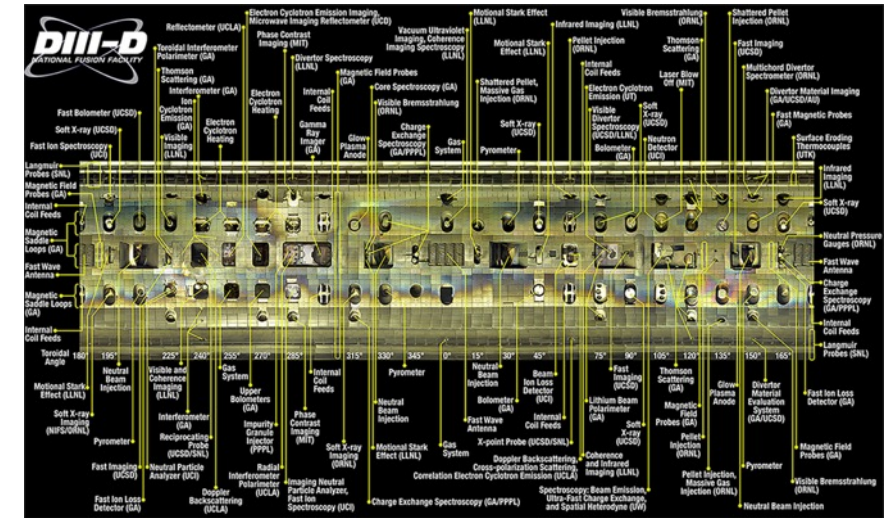 DIII-D
NATIONAL FUSION FACILITY
Reflectometer (UCLA)
Electron Cyclotron Emission Imaging,
Microwave Imaging Reflectometer (UCD)
Phase Contrast
Imaging (MIT)
Vacuum Ultraviolet
Imaging, Coherence
Imaging Spectroscopy
(LLNL)
Motional Stark Effect
(LLNL)
Infrared Imaging (LLNL)
Motional Stark
Effect (LLNL)
Pellet Injection
(ORNL)
Visible Bremsstrahlung
(ORNL)
Thomson
Scattering
(GA)
Shattered Pellet
Injection (ORNL)
Fast Imaging
(UCSD)
Multichord Divertor
Spectrometer (ORNL)
Toroidal Interferometer
Polarimeter (GA)
Thomson
Scattering (GA)
Interferometer (GA)
Divertor Spectroscopy
(LLNL)
Magnetic Field Probes
(GA)
Core Spectroscopy (GA)
Visible Bremsstrahlung
(ORNL)
Shattered Pellet,
Massive Gas
Injection (ORNL)
Internal
Coil Feeds
Electron Cyclotron
Emission (UT)
Laser Blow
Off (MIT)
Divertor Material Imaging
(GA/UCSD/AU)
Fast Magnetic Probes
(GA)
Surface Eroding
Thermocouples
(UTK)
Fast Bolometer (UCSD)
Soft X-ray (UCSD)
Fast Ion Spectroscopy
(UCI)
Ion
Cyclotron
Emission
(GA)
Visible
Imaging
(LLNL)
Electron
Cyclotron
Heating
Electron
Cyclotron
Heating
Internal
Coil
Feeds
Gamma
Ray
Imager
(GA)
Glow
Plasma
Anode
Charge
Exchange
Spectroscopy
(GA/PPPL)
Gas
System
Pyrometer
Soft X-ray
(UCSD)
Visible
Divertor
Spectroscopy
(UCSD/LLNL)
Bolometer
(GA)
Soft
X-ray
(UCSD)
Neutron
Detector
(UCI)
Langmuir
Probes (SNL)
Magnetic Field
Probes (GA)
Internal
Coil Feeds
Magnetic
Saddle
Loops (GA)
Fast Wave
Antenna
Magnetic
Saddle Loops
(GA)
Internal
Coil Feeds
Infrared
Imaging
(LLNL)
Soft X-ray
(UCSD)
Neutral Pressure
Gauges (ORNL)
Fast Wave
Antenna
Charge
Exchange
Spectroscopy
(GA/PPPL)
Internal
Coil Feeds
Langmuir
Probes (SNL)
Toroidal
Angle
180° 195° 225° 240° 255° 270° 285° 315° 330° 345° 0° 15° 30° 45° 75° 90° 105° 120° 135° 150° 165°
Motional Stark
Effect (LLNL)
Soft X-ray
Imaging
(NIFS/ORNL)
Neutral
Beam
Injection
Pyrometer
Fast Imaging
(UCSD)
Fast Ion Loss
Detector (GA)
Visible and
Coherence
Imaging
(LLNL)
Neutral Particle
Analyzer (UCI)
Interferometer
(GA)
Reciprocating
Probe
(UCSD/SNL)
Doppler
Backscattering
(UCLA)
Gas
System
Upper
Bolometers
(GA)
Impurity
Granule
Injector
(PPPL)
Radial
Interferometer
Polarimeter
(UCLA)
Internal
Coil
Feeds
Phase
Contrast
Imaging
(MIT)
Imaging Neutral
Particle Analyzer,
Fast Ion
Spectroscopy (UCI)
Soft X-ray
Imaging
(ORNL)
Pyrometer
Neutral
Beam
Injection
Motional Stark
Effect (LLNL)
Charge Exchange Spectroscopy (GA/PPPL)
Gas
System
Neutral
Beam
Injection
Fast Wave
Antenna
Bolometer
(GA)
X-point Probe (UCSD/SNL)
Beam
Ion Loss
Detector
(UCI)
Internal
Coil Feeds
Doppler Backscattering,
Cross-polarization Scattering,
Correlation Electron Cyclotron Emission (UCLA)
Lithium Beam
Polarimeter
(GA)
Coherence
and Infrared
Imaging (LLNL)
Fast
Imaging
(UCSD)
Soft
X-ray
(UCSD)
Spectroscopy: Beam Emission,
Ultra-Fast Charge Exchange,
and Spatial Heterodyne (UW)
Thomson
Scattering
(GA)
Magnetic
Field
Probes (GA)
Pellet
Injection
(ORNL)
Pellet Injection,
Massive Gas
Injection (ORNL)
Glow
Plasma
Anode
Divertor
Material
Evaluation
System
(GA/UCSD)
Pyrometer
Neutral Beam Injection
Fast Ion Loss
Detector (GA)
Magnetic Field
Probes (GA)
Visible Bremsstrahlung
(ORNL)